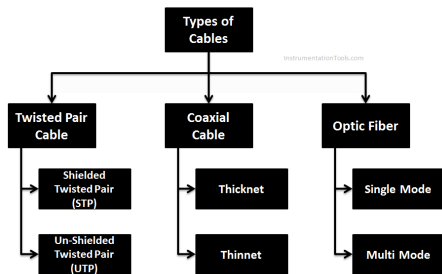 Types of
Cables
InstrumentationTools.com
Twisted Pair
Cable
Coaxial
Cable
Optic Fiber
Shielded
Twisted Pair
(STP)
Thicknet
Single Mode
Un-Shielded
Twisted Pair
(UTP)
Thinnet
Multi Mode